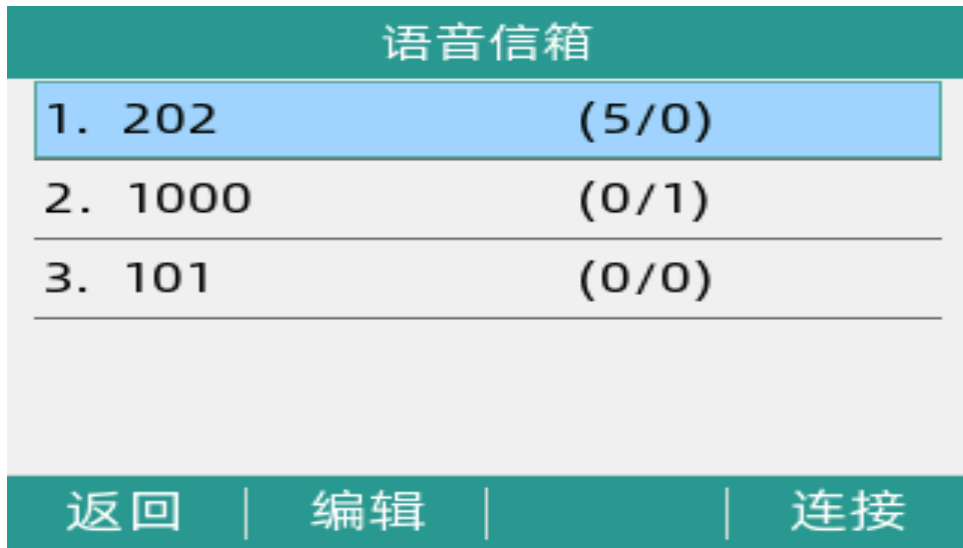 语音信箱
1. 202 (5/0)
2. 1000 (0/1)
3. 101 (0/0)
返回 | 编辑 | | 连接